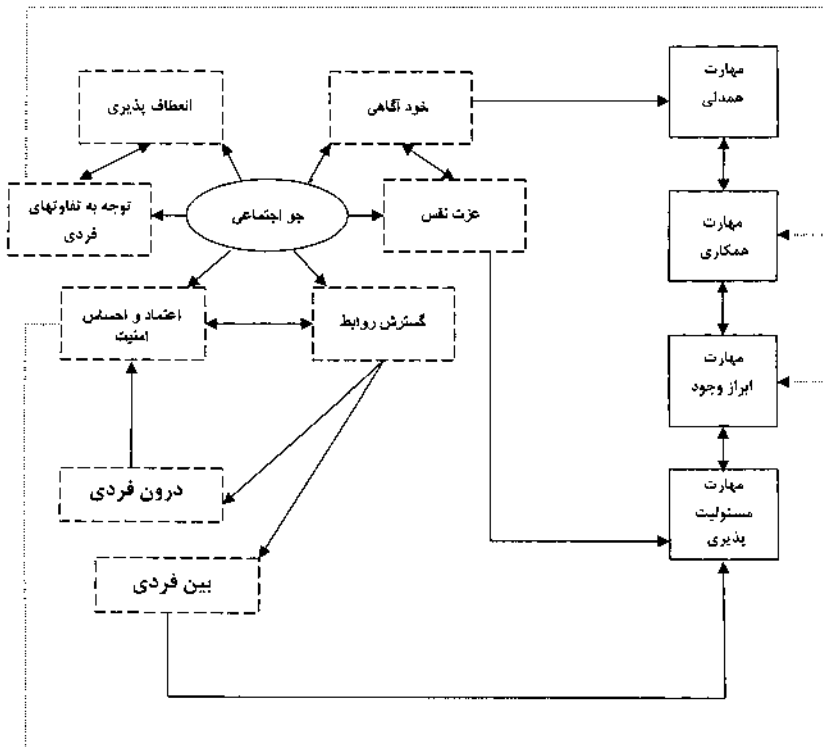 مهارت
همدلی
خود آگاهی
انعطاف پذیری
جو اجتماعی
عزت نفس
توجه به تفاوتهای
فردی
مهارت
همکاری
گسترش روابط
اعتماد و احساس
امنیت
مهارت
ابراز وجود
درون فردی
مهارت
مسئولیت
پذیری
بین فردی